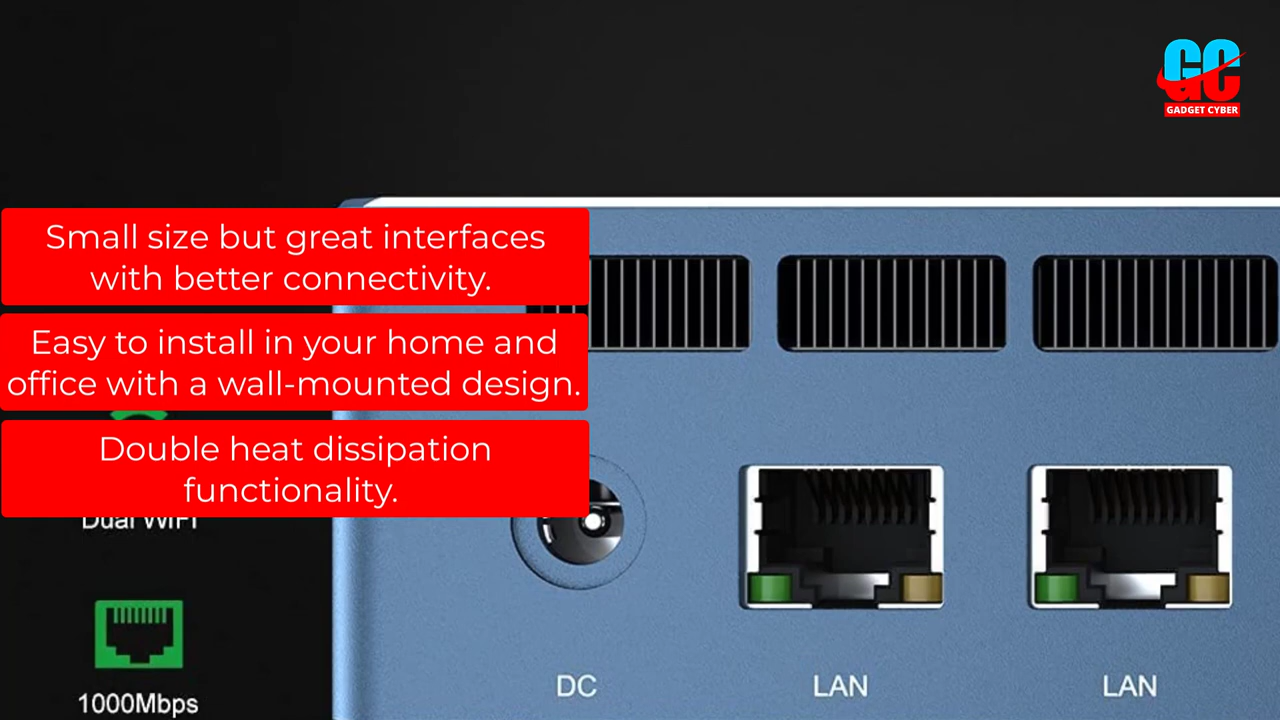 GC
GADGET CYBER
Small size but great interfaces
with better connectivity.
Easy to install in your home and
office with a wall-mounted design.
Double heat dissipation
functionality.
Dual WIFI
1000Mbps
DC
LAN
LAN